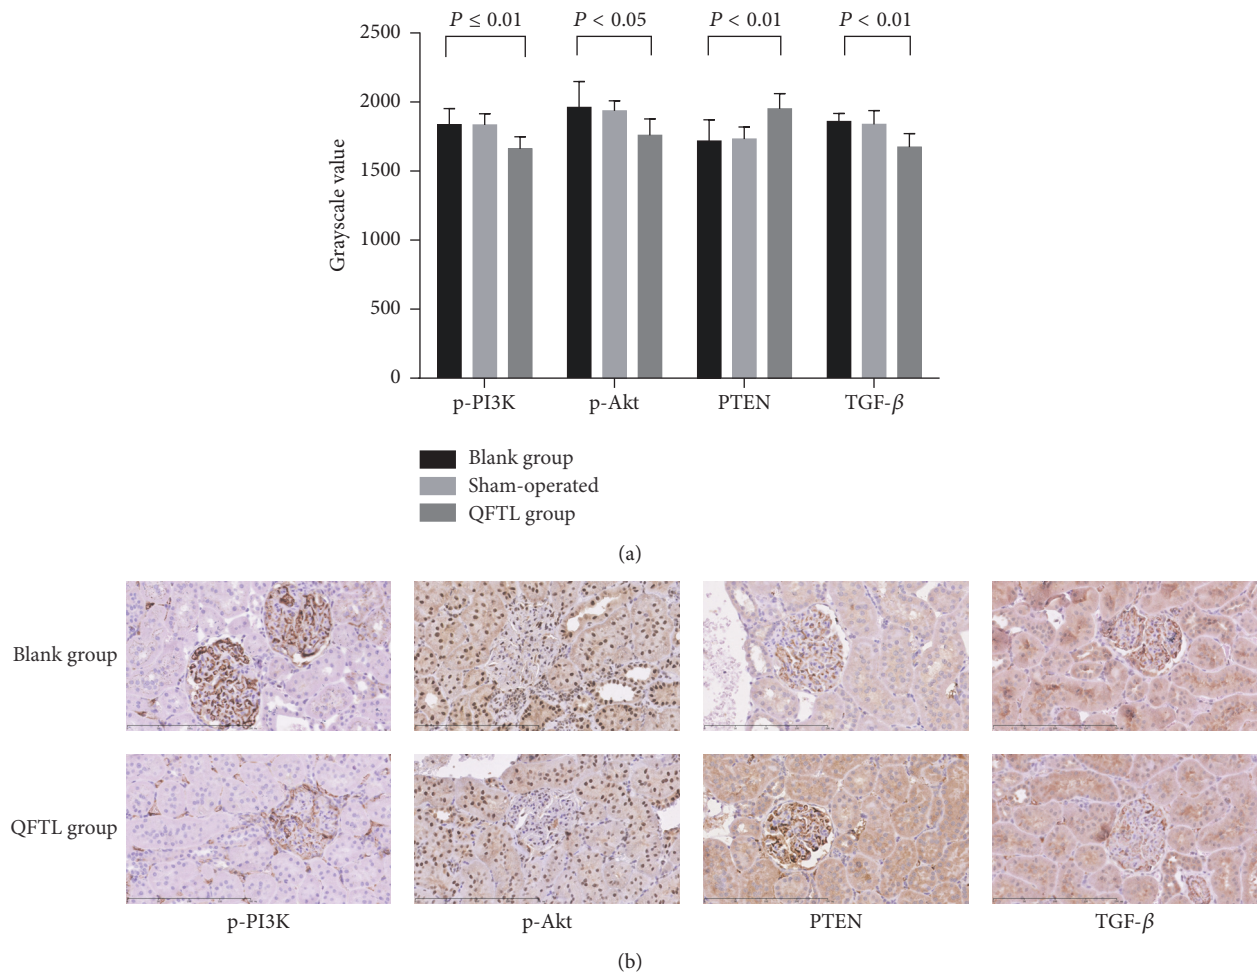 P ≤ 0.01 P < 0.05 P < 0.01 P < 0.01
2500
2000
1500
1000
500
0
Grayscale value
p-PI3K p-Akt PTEN TGF-β
Blank group
Sham-operated
QFTL group
(a)
Blank group
QFTL group
p-PI3K p-Akt PTEN TGF-β
(b)